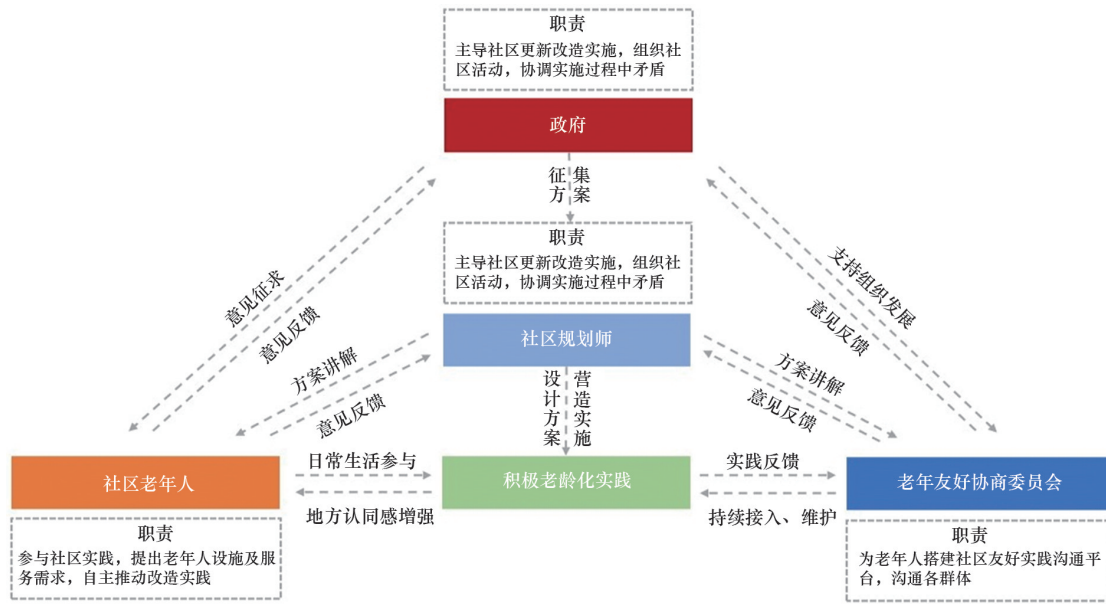 职责
主导社区更新改造实施，组织社
区活动，协调实施过程中矛盾
政府
征集
方案
职责
主导社区更新改造实施，组织社
区活动，协调实施过程中矛盾
社区规划师
意见征求
意见反馈
支持组织发展
意见反馈
方案讲解
意见反馈
方案讲解
意见反馈
设计方案
营造实施
社区老年人
日常生活参与
地方认同感增强
积极老龄化实践
实践反馈
持续接入、维护
老年友好协商委员会
职责
参与社区实践，提出老年人设施及服
务需求，自主推动改造实践
职责
为老年人搭建社区友好实践沟通平
台，沟通各群体